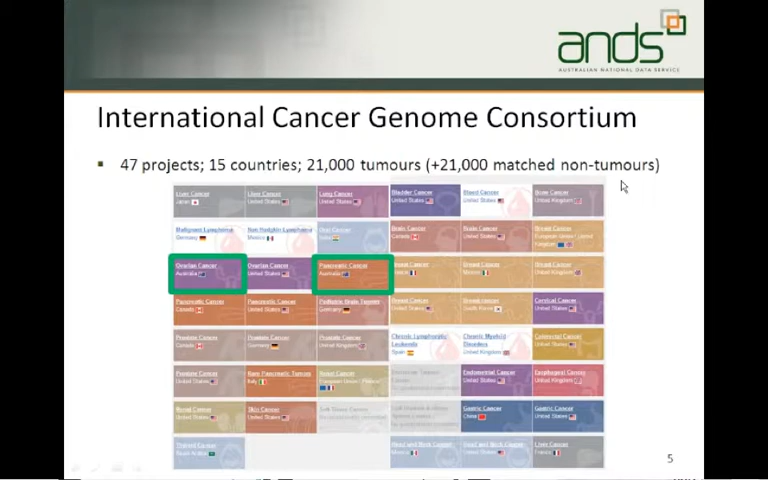 ands
AUSTRALIAN NATIONAL DATA SERVICE
International Cancer Genome Consortium
47 projects; 15 countries; 21,000 tumours (+21,000 matched non-tumours)
Liver Cancer
Japan
Liver Cancer
United States
Lung Cancer
United States
Bladder Cancer
United States
Blood Cancer
United States
Bone Cancer
United Kingdom
Malignant Lymphoma
Germany
Non Hodgkin Lymphoma
Mexico
Oral Cancer
India
Brain Cancer
Canada
Brain Cancer
United States
Breast Cancer
European Union / United Kingdom
Ovarian Cancer
Australia
Ovarian Cancer
United States
Pancreatic Cancer
Australia
Breast Cancer
France
Breast Cancer
Mexico
Breast Cancer
United Kingdom
Pancreatic Cancer
Canada
Pancreatic Cancer
United States
Pediatric Brain Tumors
Germany
Breast Cancer
United States
Breast Cancer
South Korea
Cervical Cancer
United States
Prostate Cancer
Canada
Prostate Cancer
Germany
Prostate Cancer
United Kingdom
Chronic Lymphocytic
Leukemia
Spain
Chronic Myeloid
Disorders
United Kingdom
Colorectal Cancer
United States
Prostate Cancer
United States
Rare Pancreatic Tumors
Italy
Renal Cancer
European Union / France
Endometrial Cancer
United States
Esophageal Cancer
United Kingdom
Renal Cancer
United States
Skin Cancer
United States
Gastric Cancer
China
Gastric Cancer
United States
Thyroid Cancer
Saudi Arabia
Head and Neck Cancer
Mexico
Head and Neck Cancer
United States
Liver Cancer
France
5